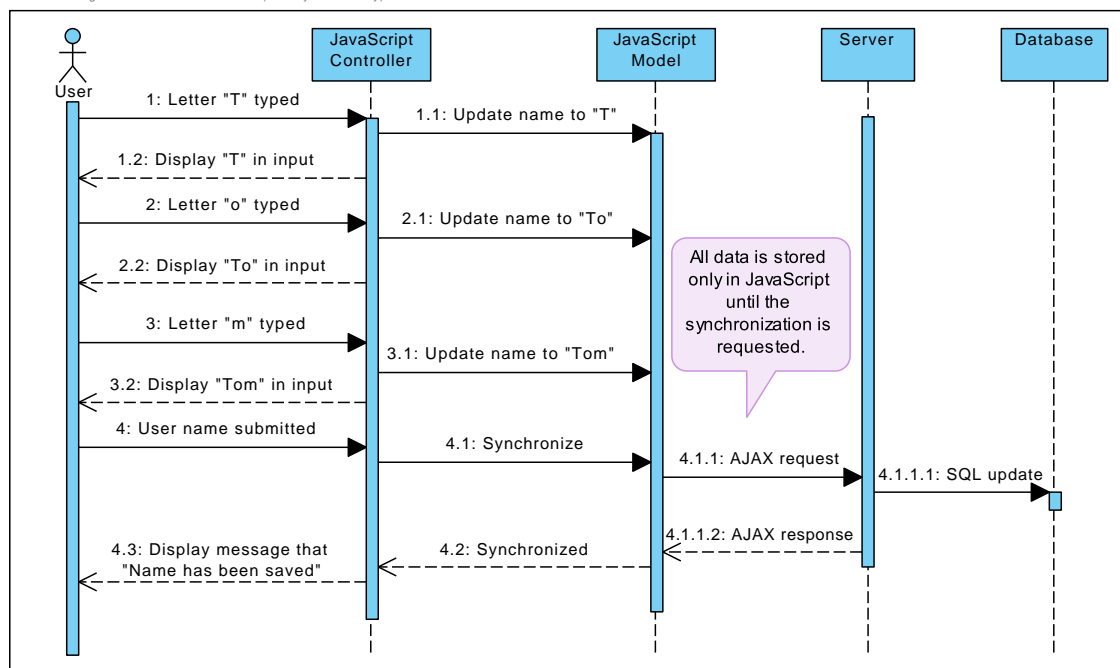 JavaScript
Controller
JavaScript
Model
Server
Database
User
1: Letter "T" typed
1.1: Update name to "T"
1.2: Display "T" in input
2: Letter "o" typed
2.1: Update name to "To"
2.2: Display "To" in input
All data is stored
only in JavaScript
until the
synchronization is
requested.
3: Letter "m" typed
3.1: Update name to "Tom"
3.2: Display "Tom" in input
4: User name submitted
4.1: Synchronize
4.1.1: AJAX request
4.1.1.1: SQL update
4.1.1.2: AJAX response
4.2: Synchronized
4.3: Display message that
"Name has been saved"